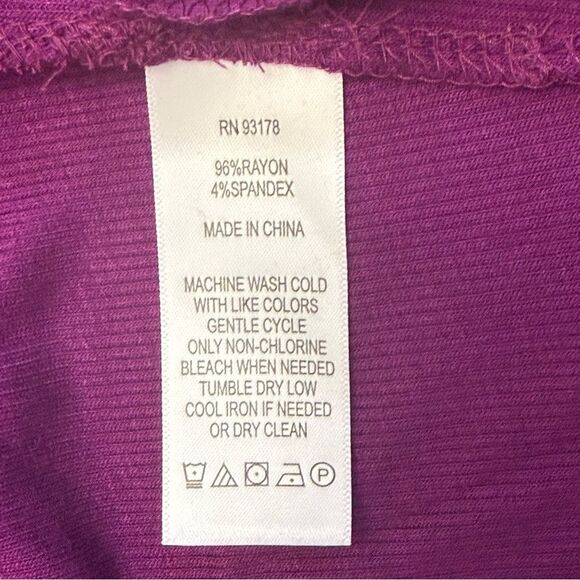 RN 93178
96%RAYON
4%SPANDEX
MADE IN CHINA
MACHINE WASH COLD
WITH LIKE COLORS
GENTLE CYCLE
ONLY NON-CHLORINE
BLEACH WHEN NEEDED
TUMBLE DRY LOW
COOL IRON IF NEEDED
OR DRY CLEAN
P